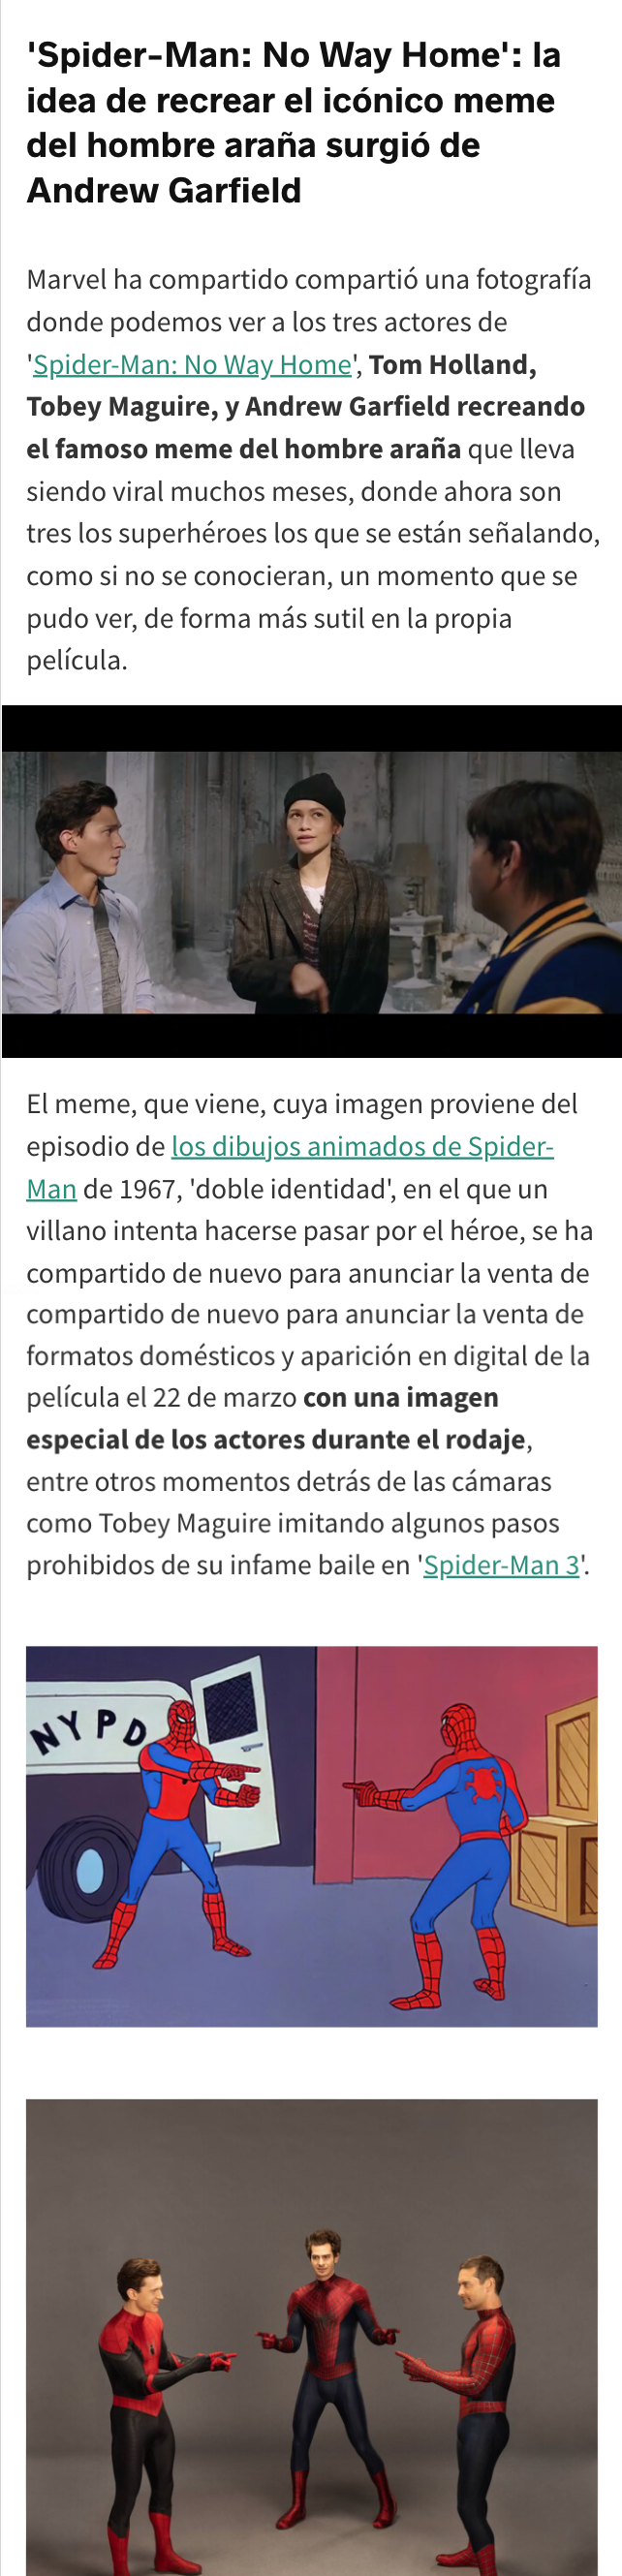 'Spider-Man: No Way Home': la
idea de recrear el icónico meme
del hombre araña surgió de
Andrew Garfield
Marvel ha compartido compartió una fotografía
donde podemos ver a los tres actores de
'Spider-Man: No Way Home', Tom Holland,
Tobey Maguire, y Andrew Garfield recreando
el famoso meme del hombre araña que lleva
siendo viral muchos meses, donde ahora son
tres los superhéroes los que se están señalando,
como si no se conocieran, un momento que se
pudo ver, de forma más sutil en la propia
película.
El meme, que viene, cuya imagen proviene del
episodio de los dibujos animados de Spider-
Man de 1967, 'doble identidad', en el que un
villano intenta hacerse pasar por el héroe, se ha
compartido de nuevo para anunciar la venta de
compartido de nuevo para anunciar la venta de
formatos domésticos y aparición en digital de la
película el 22 de marzo con una imagen
especial de los actores durante el rodaje,
entre otros momentos detrás de las cámaras
como Tobey Maguire imitando algunos pasos
prohibidos de su infame baile en 'Spider-Man 3'.
NYPD